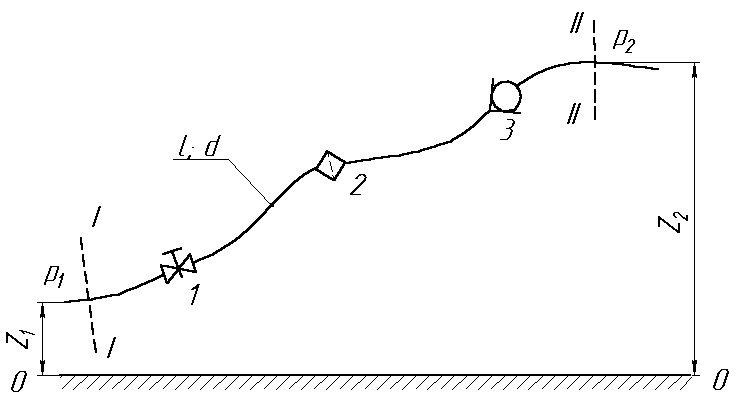 II
p₂
II
3
l; d
2
Z₂
I
p₁
1
I
Z₁
0
0